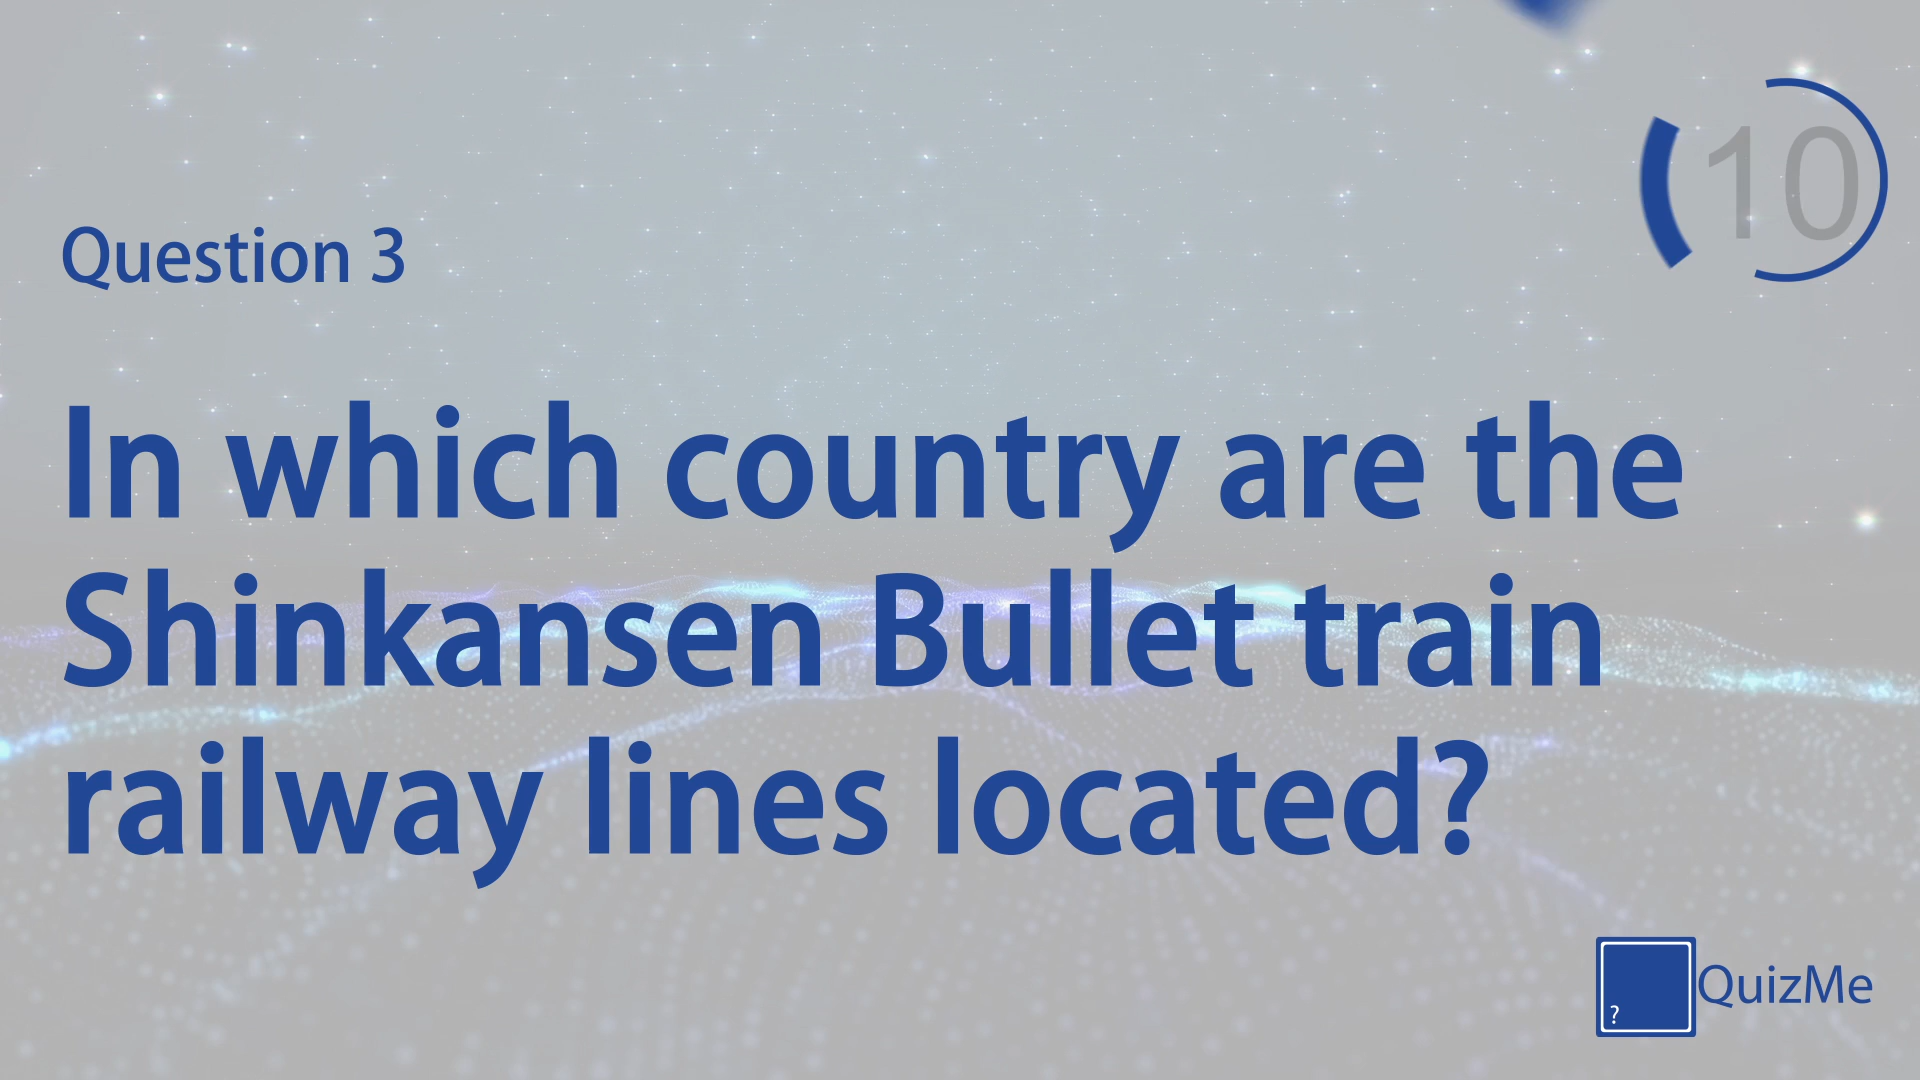 10
Question 3
In which country are the
Shinkansen Bullet train
railway lines located?
?
QuizMe